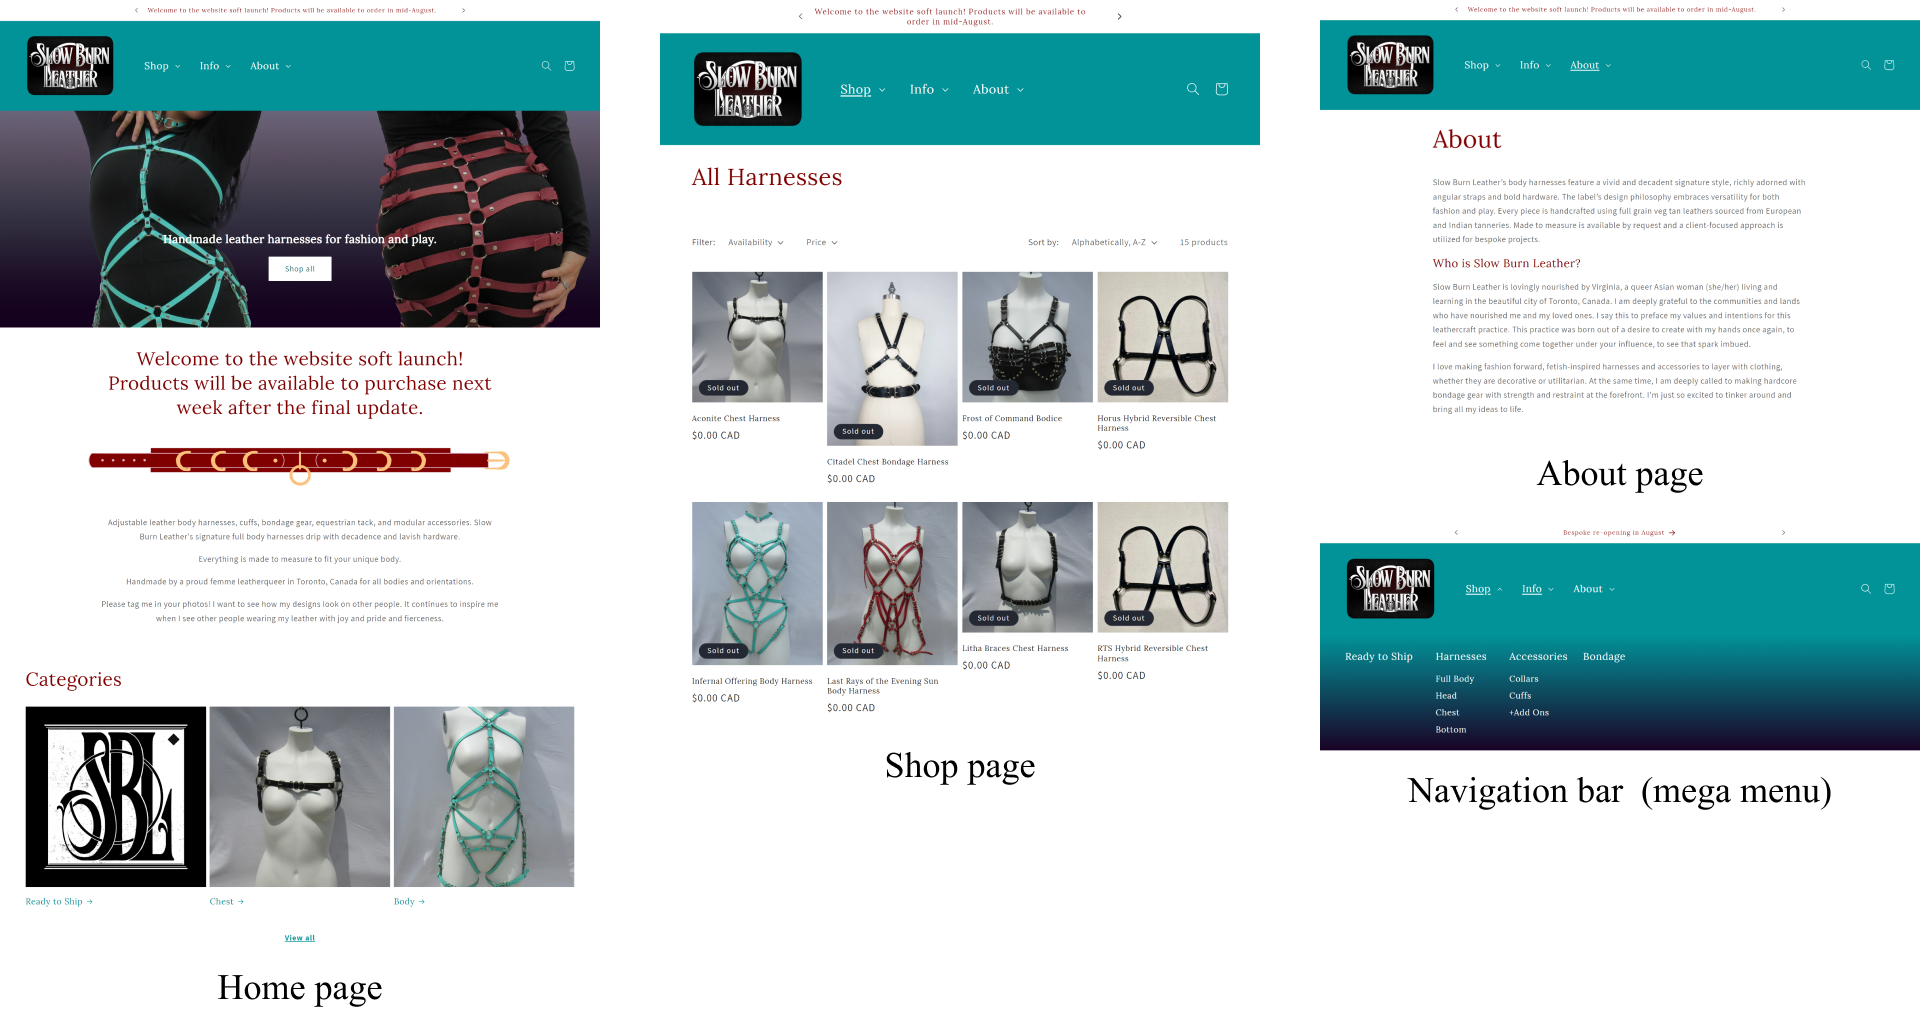 Welcome to the website soft launch! Products will be available to order in mid-August.
SLOW BURN
LEATHER
Shop
Info
About
Handmade leather harnesses for fashion and play.
Shop all
Welcome to the website soft launch!
Products will be available to purchase next
week after the final update.
Adjustable leather body harnesses, cuffs, bondage gear, equestrian tack, and modular accessories. Slow
Burn Leather's signature full body harnesses drip with decadence and lavish hardware.
Everything is made to measure to fit your unique body.
Handmade by a proud femme leatherqueer in Toronto, Canada for all bodies and orientations.
Please tag me in your photos! I want to see how my designs look on other people. It continues to inspire me
when I see other people wearing my leather with joy and pride and fierceness.
Categories
SBL
Ready to Ship →
Chest →
Body →
View all
Home page
Welcome to the website soft launch! Products will be available to
order in mid-August.
SLOW BURN
LEATHER
Shop
Info
About
All Harnesses
Filter: Availability Price
Sort by: Alphabetically, A-Z 15 products
Sold out
Aconite Chest Harness
$0.00 CAD
Sold out
Citadel Chest Bondage Harness
$0.00 CAD
Sold out
Frost of Command Bodice
$0.00 CAD
Sold out
Horus Hybrid Reversible Chest
Harness
$0.00 CAD
Sold out
Infernal Offering Body Harness
$0.00 CAD
Sold out
Last Rays of the Evening Sun
Body Harness
$0.00 CAD
Sold out
Litha Braces Chest Harness
$0.00 CAD
Sold out
RTS Hybrid Reversible Chest
Harness
$0.00 CAD
Shop page
Welcome to the website soft launch! Products will be available to order in mid-August.
SLOW BURN
LEATHER
Shop
Info
About
About
Slow Burn Leather's body harnesses feature a vivid and decadent signature style, richly adorned with
angular straps and bold hardware. The label's design philosophy embraces versatility for both
fashion and play. Every piece is handcrafted using full grain veg tan leathers sourced from European
and Indian tanneries. Made to measure is available by request and a client-focused approach is
utilized for bespoke projects.
Who is Slow Burn Leather?
Slow Burn Leather is lovingly nourished by Virginia, a queer Asian woman (she/her) living and
learning in the beautiful city of Toronto, Canada. I am deeply grateful to the communities and lands
who have nourished me and my loved ones. I say this to preface my values and intentions for this
leathercraft practice. This practice was born out of a desire to create with my hands once again, to
feel and see something come together under your influence, to see that spark imbued.
I love making fashion forward, fetish-inspired harnesses and accessories to layer with clothing,
whether they are decorative or utilitarian. At the same time, I am deeply called to making hardcore
bondage gear with strength and restraint at the forefront. I'm just so excited to tinker around and
bring all my ideas to life.
About page
Bespoke re-opening in August →
SLOW BURN
LEATHER
Shop
Info
About
Ready to Ship
Harnesses
Full Body
Head
Chest
Bottom
Accessories
Collars
Cuffs
+Add Ons
Bondage
Navigation bar (mega menu)